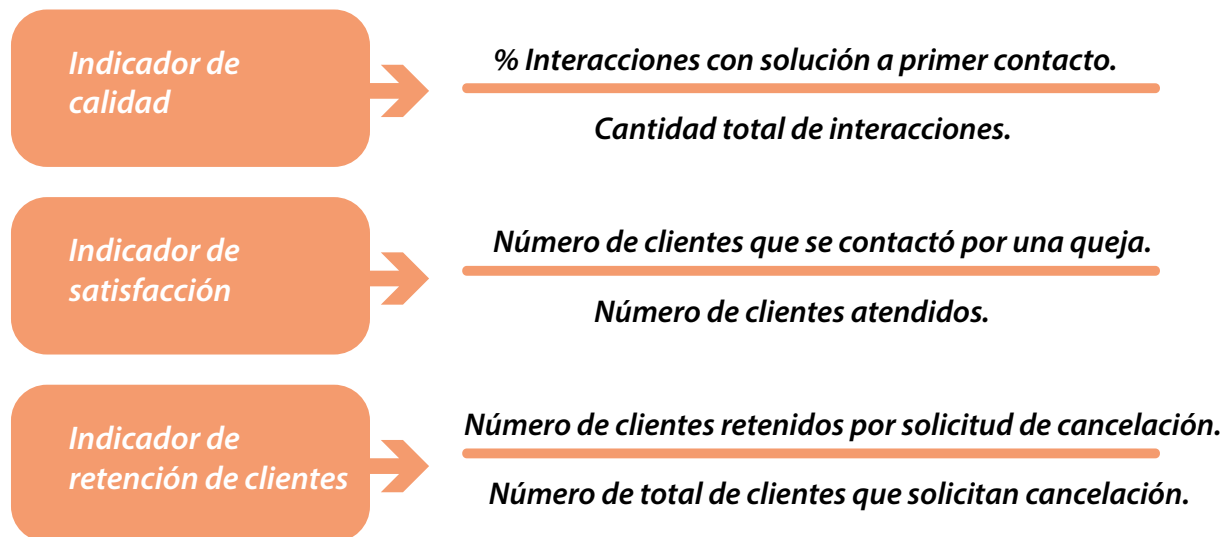 Indicador de
calidad
% Interacciones con solución a primer contacto.
Cantidad total de interacciones.
Indicador de
satisfacción
Número de clientes que se contactó por una queja.
Número de clientes atendidos.
Indicador de
retención de clientes
Número de clientes retenidos por solicitud de cancelación.
Número de total de clientes que solicitan cancelación.